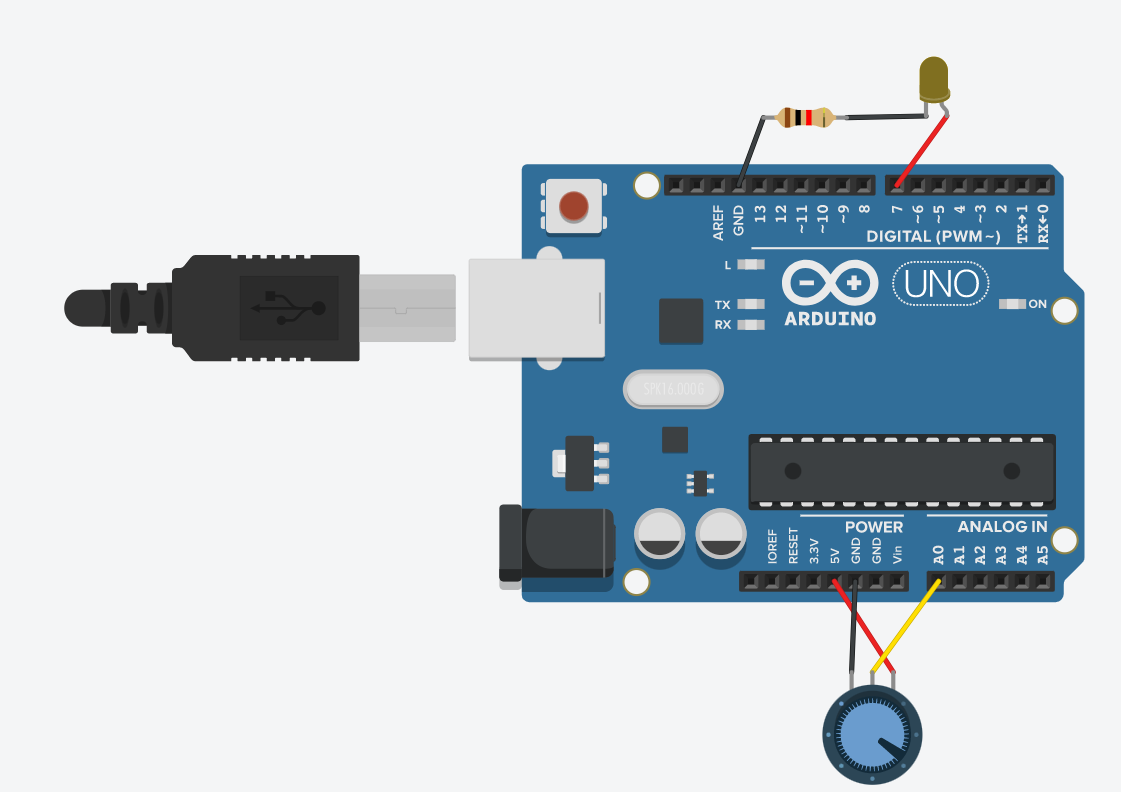 AREF
GND
13
12
~11
~10
~9
8
7
~6
~5
4
~3
2
TX→1
RX←0
DIGITAL (PWM~)
L
TX
RX
ARDUINO
UNO
ON
SPK16.000G
POWER
ANALOG IN
IOREF
RESET
3.3V
5V
GND
GND
Vin
A0
A1
A2
A3
A4
A5